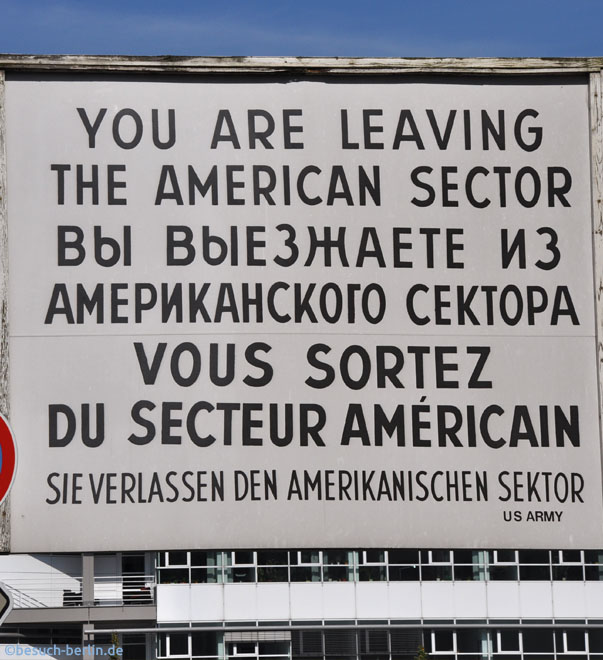 YOU ARE LEAVING
THE AMERICAN SECTOR
ВЫ ВЫЕЗЖАЕТЕ ИЗ
АМЕРИКАНСКОГО СЕКТОРА
VOUS SORTEZ
DU SECTEUR AMÉRICAIN
SIE VERLASSEN DEN AMERIKANISCHEN SEKTOR
US ARMY
©besuch-berlin.de